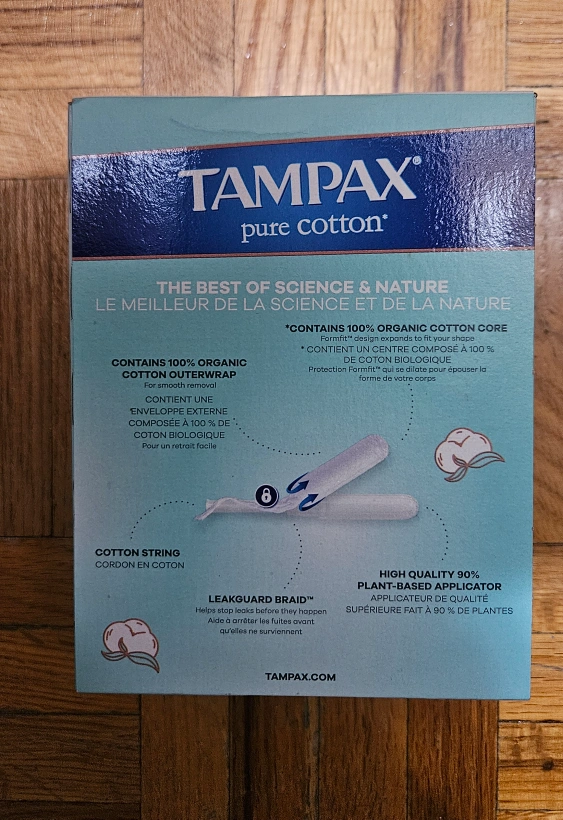 TAMPAX®
pure cotton*
THE BEST OF SCIENCE & NATURE
LE MEILLEUR DE LA SCIENCE ET DE LA NATURE
*CONTAINS 100% ORGANIC COTTON CORE
Formfit™ design expands to fit your shape
* CONTIENT UN CENTRE COMPOSÉ À 100 %
DE COTON BIOLOGIQUE
Protection Formfit™ qui se dilate pour épouser la
forme de votre corps
CONTAINS 100% ORGANIC
COTTON OUTERWRAP
For smooth removal
CONTIENT UNE
ENVELOPPE EXTERNE
COMPOSÉE À 100 % DE
COTON BIOLOGIQUE
Pour un retrait facile
COTTON STRING
CORDON EN COTON
LEAKGUARD BRAID™
Helps stop leaks before they happen
Aide à arrêter les fuites avant
qu'elles ne surviennent
HIGH QUALITY 90%
PLANT-BASED APPLICATOR
APPLICATEUR DE QUALITÉ
SUPÉRIEURE FAIT À 90 % DE PLANTES
TAMPAX.COM